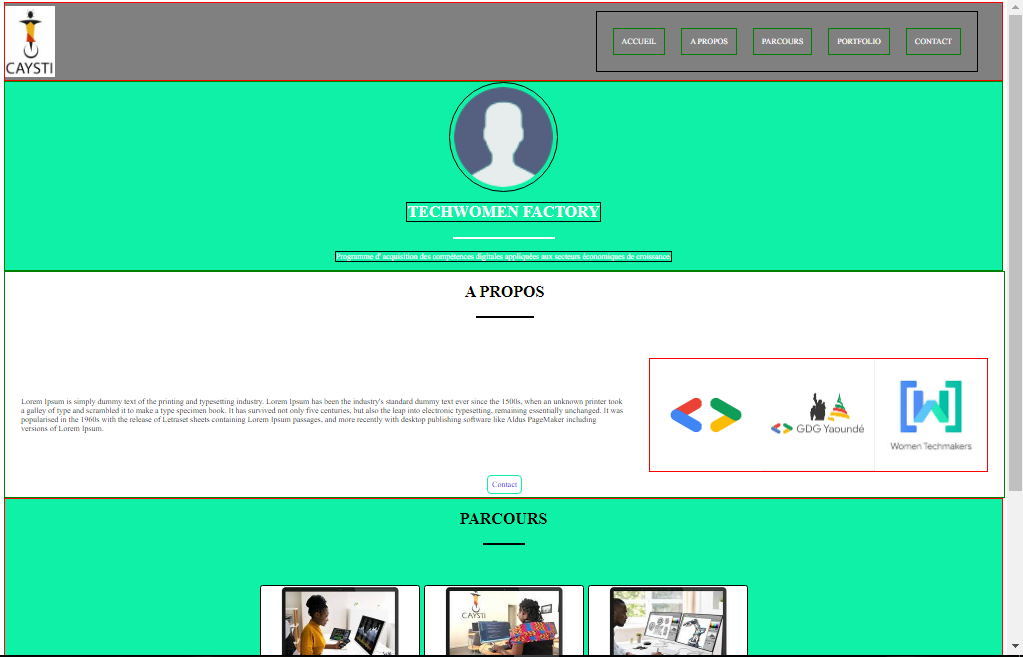 CAYSTI
ACCUEIL A PROPOS PARCOURS PORTFOLIO CONTACT
TECHWOMEN FACTORY
Programme d' acquisition des compétences digitales appliquées aux secteurs économiques de croissance.
A PROPOS
Lorem Ipsum is simply dummy text of the printing and typesetting industry. Lorem Ipsum has been the industry's standard dummy text ever since the 1500s, when an unknown printer took
a galley of type and scrambled it to make a type specimen book. It has survived not only five centuries, but also the leap into electronic typesetting, remaining essentially unchanged. It was
popularised in the 1960s with the release of Letraset sheets containing Lorem Ipsum passages, and more recently with desktop publishing software like Aldus PageMaker including
versions of Lorem Ipsum.
GDG Yaoundé
Women Techmakers
Contact
PARCOURS
CAYSTI